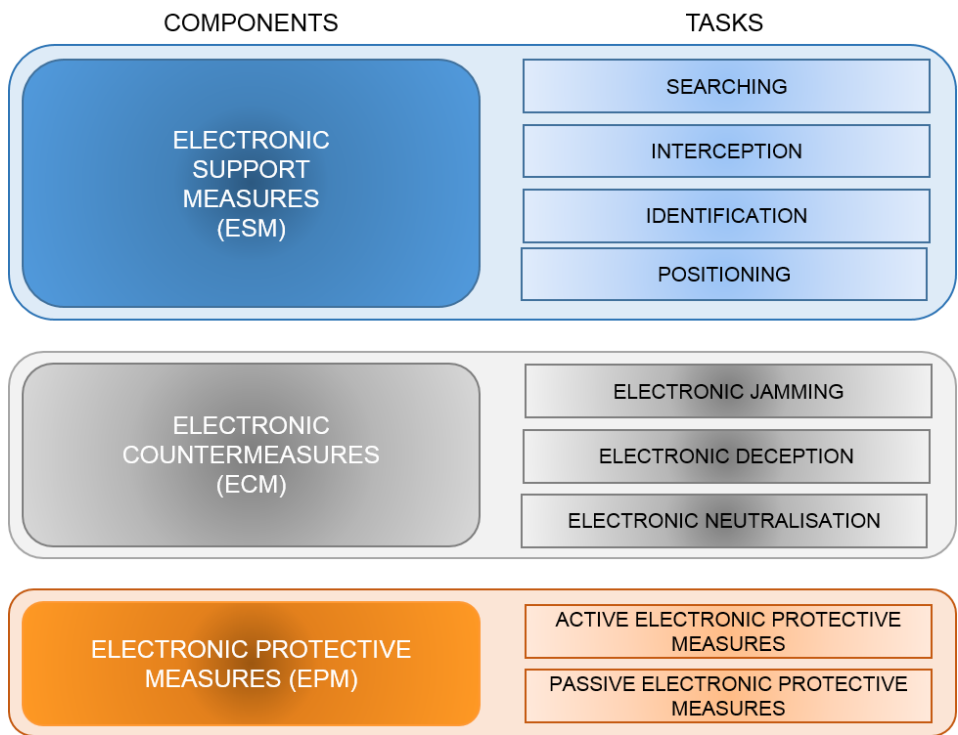 COMPONENTS
TASKS
ELECTRONIC
SUPPORT
MEASURES
(ESM)
SEARCHING
INTERCEPTION
IDENTIFICATION
POSITIONING
ELECTRONIC
COUNTERMEASURES
(ECM)
ELECTRONIC JAMMING
ELECTRONIC DECEPTION
ELECTRONIC NEUTRALISATION
ELECTRONIC PROTECTIVE
MEASURES (EPM)
ACTIVE ELECTRONIC PROTECTIVE
MEASURES
PASSIVE ELECTRONIC PROTECTIVE
MEASURES